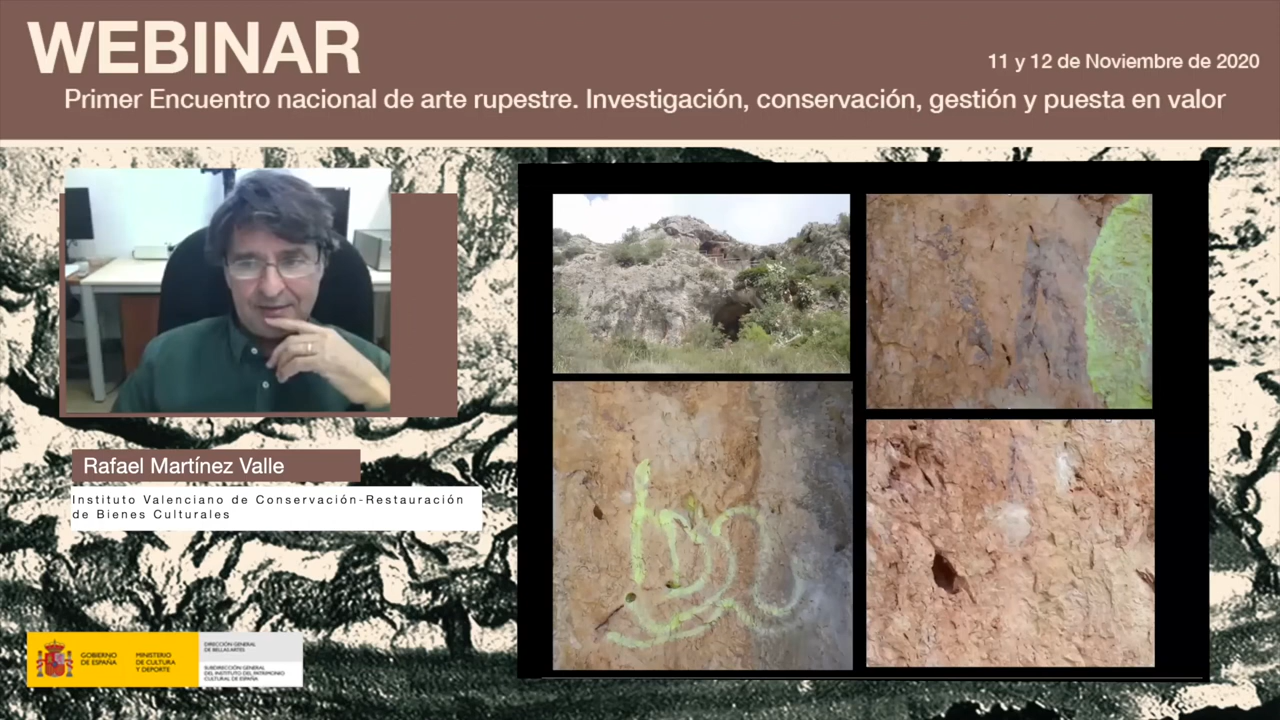 WEBINAR
11 y 12 de Noviembre de 2020
Primer Encuentro nacional de arte rupestre. Investigación, conservación, gestión y puesta en valor
Rafael Martínez Valle
Instituto Valenciano de Conservación-Restauración
de Bienes Culturales
GOBIERNO
DE ESPAÑA
MINISTERIO
DE CULTURA
Y DEPORTE
DIRECCIÓN GENERAL
DE BELLAS ARTES
SUBDIRECCIÓN GENERAL
DEL INSTITUTO DEL PATRIMONIO
CULTURAL DE ESPAÑA